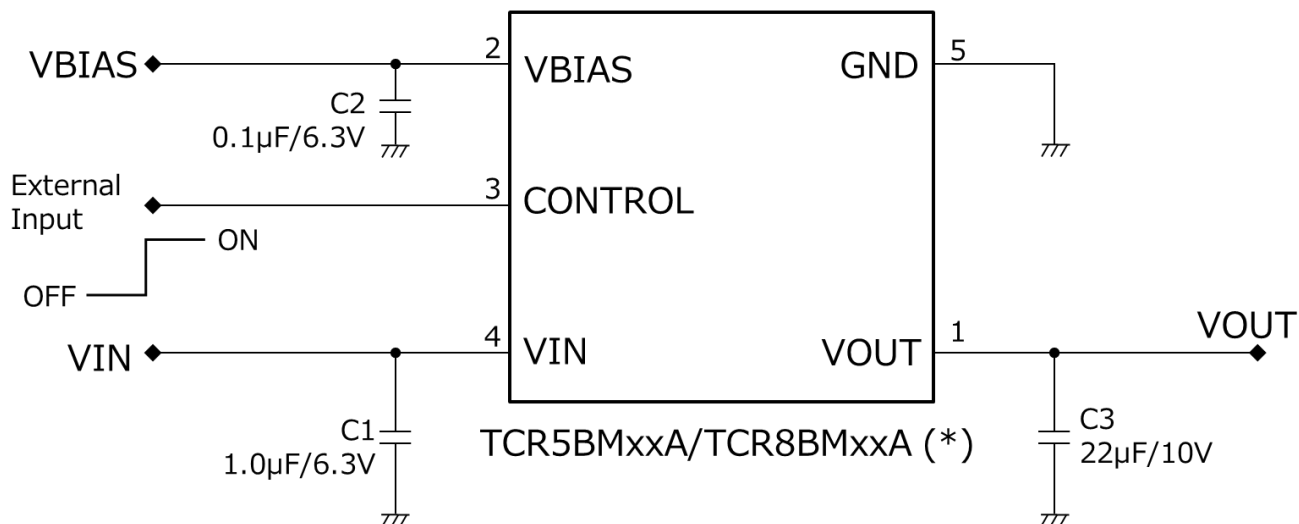 VBIAS
2
VBIAS
GND
5
C2
0.1µF/6.3V
External
Input
3
CONTROL
ON
OFF
VIN
4
VIN
VOUT
1
VOUT
C1
1.0µF/6.3V
TCR5BMxxA/TCR8BMxxA (*)
C3
22µF/10V